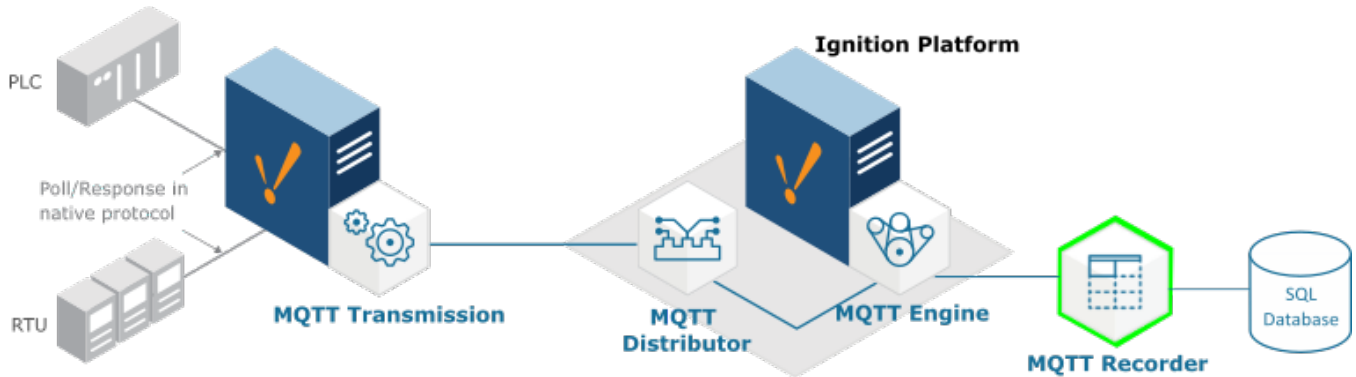 Ignition Platform
PLC
Poll/Response in
native protocol
RTU
MQTT Transmission
MQTT
Distributor
MQTT Engine
MQTT Recorder
SQL
Database